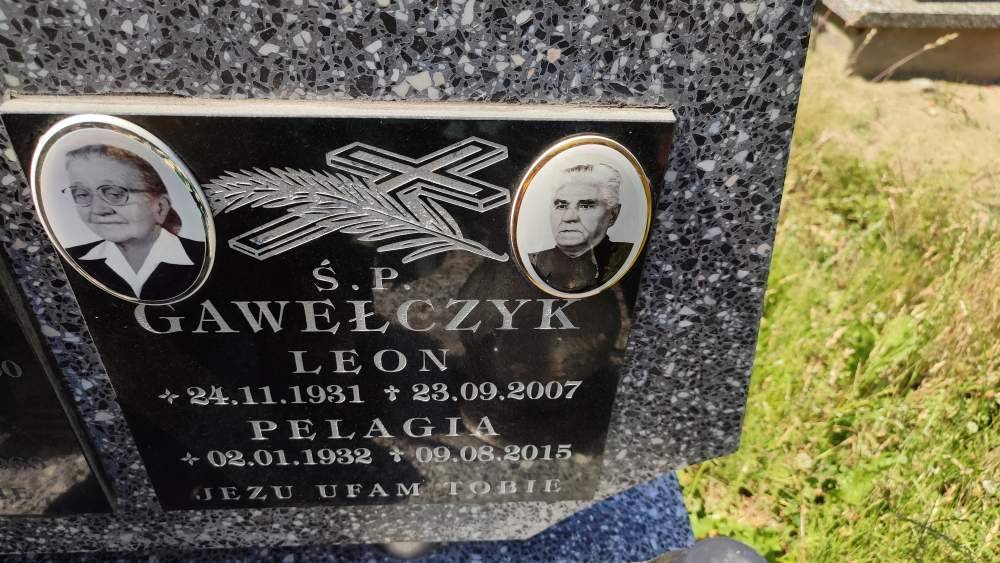 Ś.P.
GAWEŁCZYK
LEON
24.11.1931 ✝ 23.09.2007
PELAGIA
02.01.1932 ✝ 09.08.2015
JEZU UFAM TOBIE